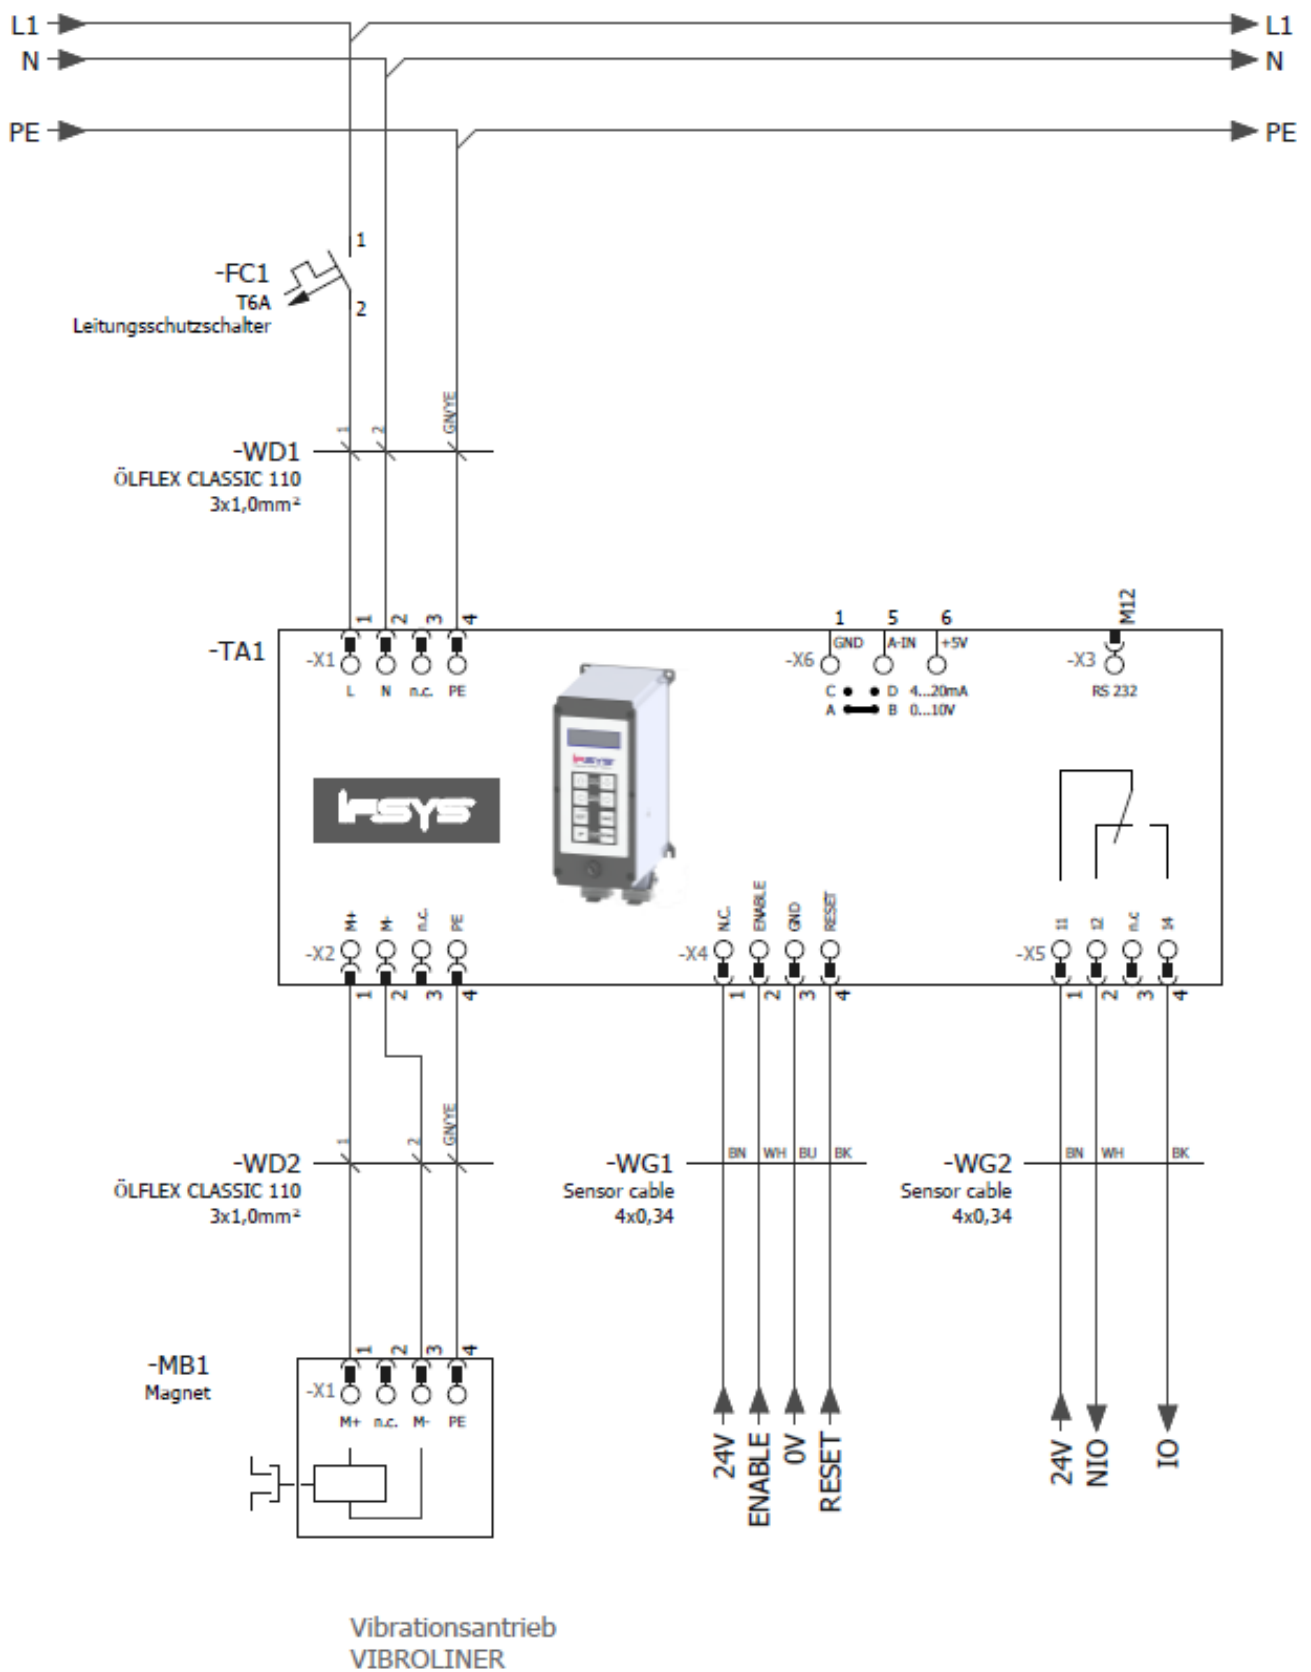 L1
L1
N
N
PE
PE
1
-FC1
T6A
2
Leitungsschutzschalter
1
2
GN/YE
-WD1
ÖLFLEX CLASSIC 110
3x1,0mm²
-TA1
1
2
3
4
1
5
6
M12
GND
A-IN
+5V
-X1
-X6
-X3
L
N
n.c.
PE
C
D
4...20mA
RS 232
A
B
0...10V
irsys
M+
M-
n.c.
PE
N.C.
ENABLE
GND
RESET
11
12
n.c
14
-X2
-X4
-X5
1
2
3
4
1
2
3
4
1
2
3
4
1
2
GN/YE
-WD2
ÖLFLEX CLASSIC 110
3x1,0mm²
-WG1
BN
WH
BU
BK
Sensor cable
4x0,34
-WG2
BN
WH
BK
Sensor cable
4x0,34
-MB1
Magnet
1
2
3
4
-X1
M+
n.c.
M-
PE
24V
ENABLE
0V
RESET
24V
NIO
IO
Vibrationsantrieb
VIBROLINER